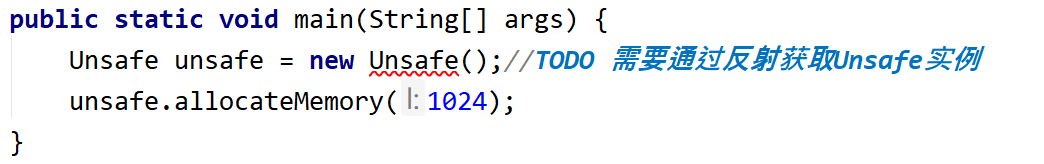 public static void main(String[] args) {
Unsafe unsafe = new Unsafe();//TODO 需要通过反射获取Unsafe实例
unsafe.allocateMemory( l: 1024);
}